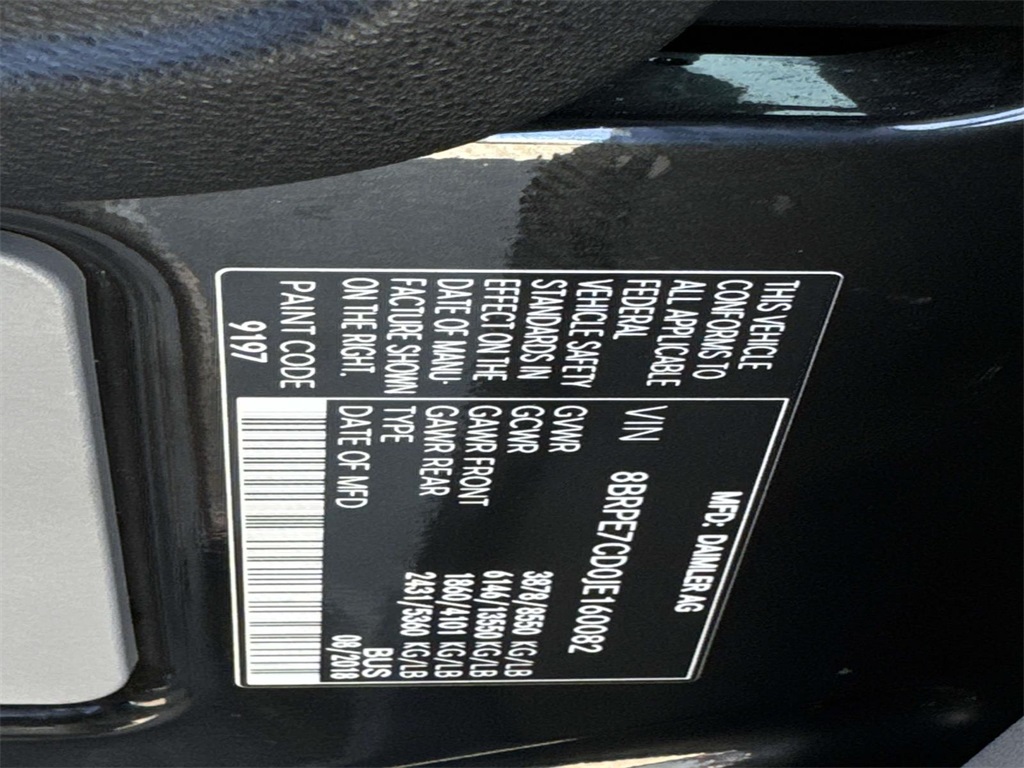 MFD: DAIMLER AG
THIS VEHICLE
CONFORMS TO
ALL APPLICABLE
FEDERAL
VEHICLE SAFETY
STANDARDS IN
EFFECT ON THE
DATE OF MANU-
FACTURE SHOWN
ON THE RIGHT.
PAINT CODE
9197
VIN 8BRPE7CD0JE160082
GVWR 3878/8550 KG/LB
GCWR 6146/13550 KG/LB
GAWR FRONT 1860/4101 KG/LB
GAWR REAR 2431/5360 KG/LB
TYPE BUS
DATE OF MFD 08/2018